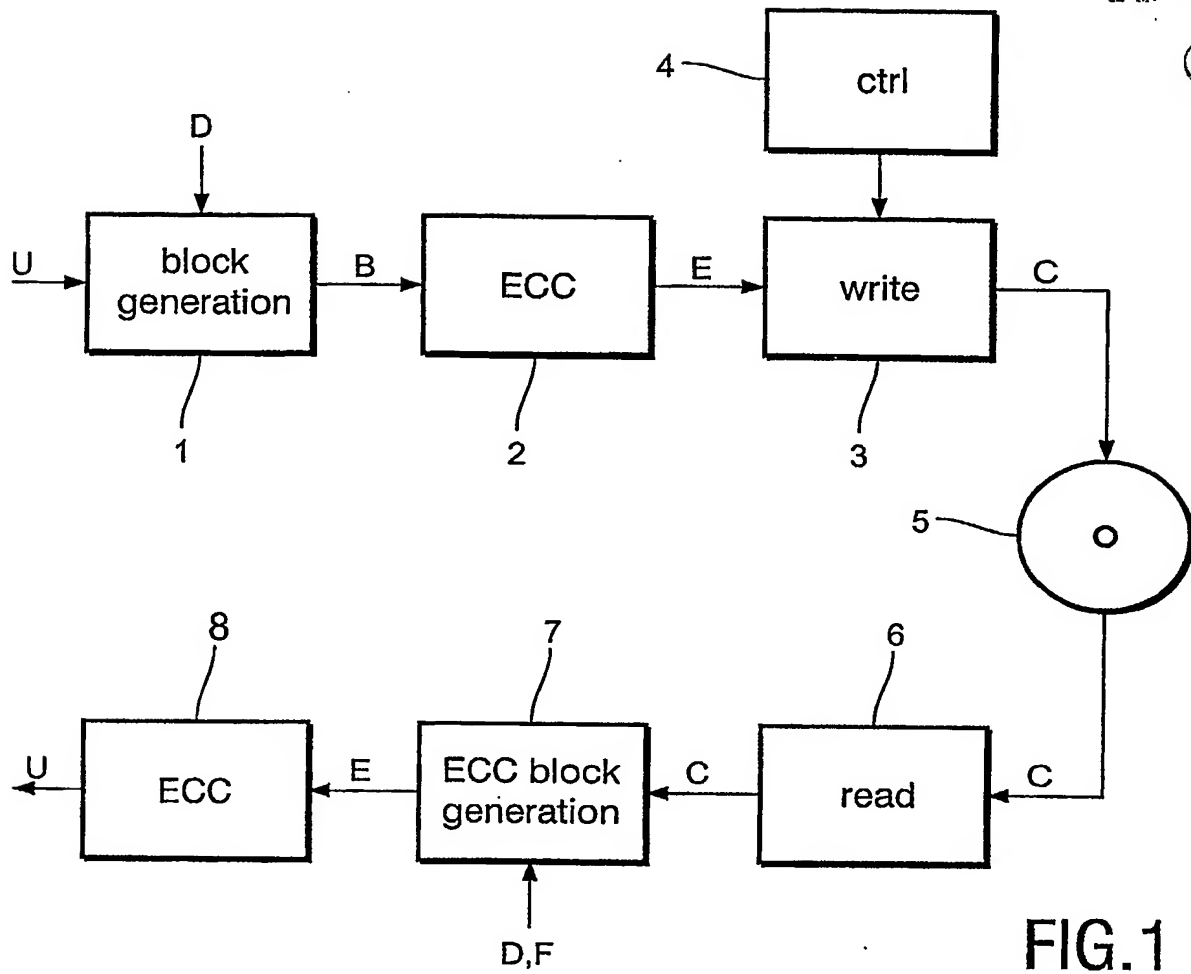 4
ctrl
D
U
block
generation
B
ECC
E
write
C
1
2
3
5
8
7
6
U
ECC
E
ECC block
generation
C
read
C
D,F
FIG.1